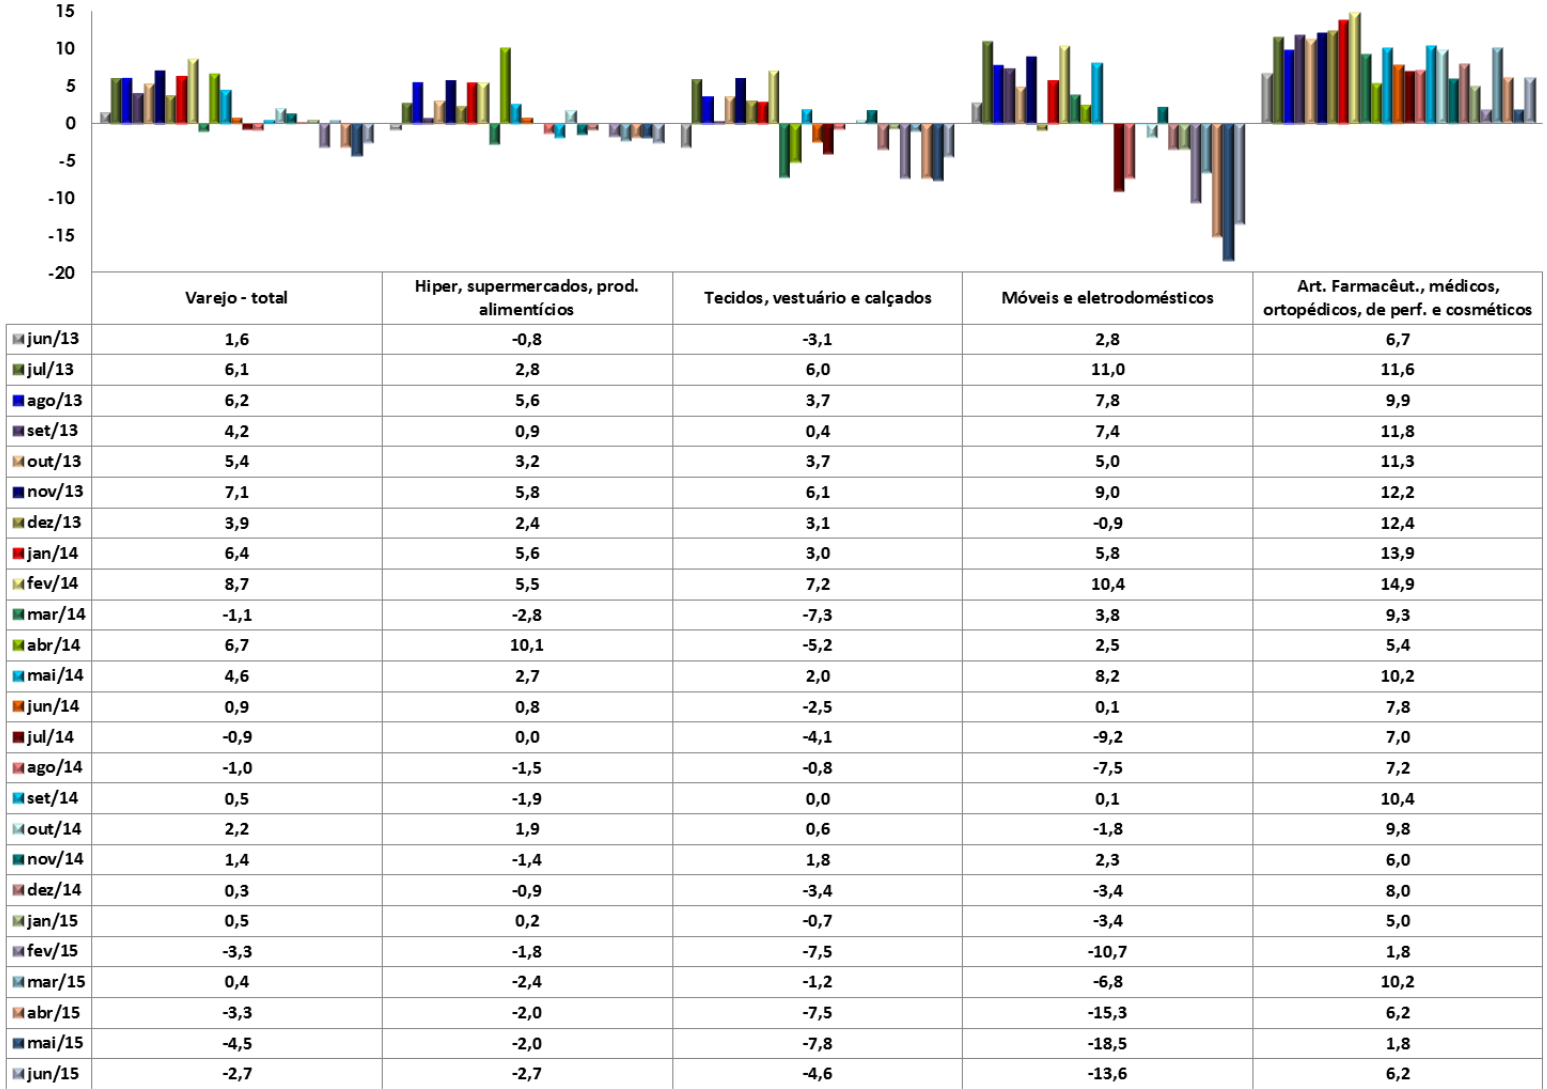 15
10
5
0
-5
-10
-15
-20
Varejo - total Hiper, supermercados, prod. alimentícios Tecidos, vestuário e calçados Móveis e eletrodomésticos Art. Farmacêut., médicos, ortopédicos, de perf. e cosméticos
jun/13 1,6 -0,8 -3,1 2,8 6,7
jul/13 6,1 2,8 6,0 11,0 11,6
ago/13 6,2 5,6 3,7 7,8 9,9
set/13 4,2 0,9 0,4 7,4 11,8
out/13 5,4 3,2 3,7 5,0 11,3
nov/13 7,1 5,8 6,1 9,0 12,2
dez/13 3,9 2,4 3,1 -0,9 12,4
jan/14 6,4 5,6 3,0 5,8 13,9
fev/14 8,7 5,5 7,2 10,4 14,9
mar/14 -1,1 -2,8 -7,3 3,8 9,3
abr/14 6,7 10,1 -5,2 2,5 5,4
mai/14 4,6 2,7 2,0 8,2 10,2
jun/14 0,9 0,8 -2,5 0,1 7,8
jul/14 -0,9 0,0 -4,1 -9,2 7,0
ago/14 -1,0 -1,5 -0,8 -7,5 7,2
set/14 0,5 -1,9 0,0 0,1 10,4
out/14 2,2 1,9 0,6 -1,8 9,8
nov/14 1,4 -1,4 1,8 2,3 6,0
dez/14 0,3 -0,9 -3,4 -3,4 8,0
jan/15 0,5 0,2 -0,7 -3,4 5,0
fev/15 -3,3 -1,8 -7,5 -10,7 1,8
mar/15 0,4 -2,4 -1,2 -6,8 10,2
abr/15 -3,3 -2,0 -7,5 -15,3 6,2
mai/15 -4,5 -2,0 -7,8 -18,5 1,8
jun/15 -2,7 -2,7 -4,6 -13,6 6,2